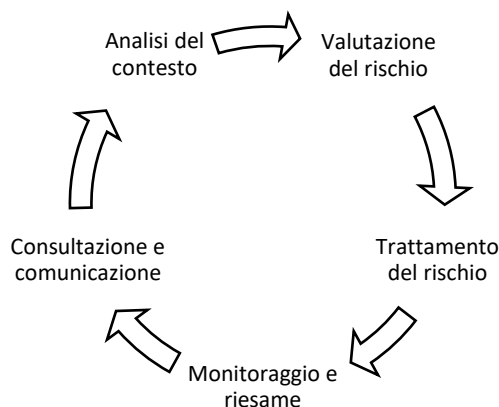 Analisi del
contesto
Valutazione
del rischio
Trattamento
del rischio
Monitoraggio e
riesame
Consultazione e
comunicazione